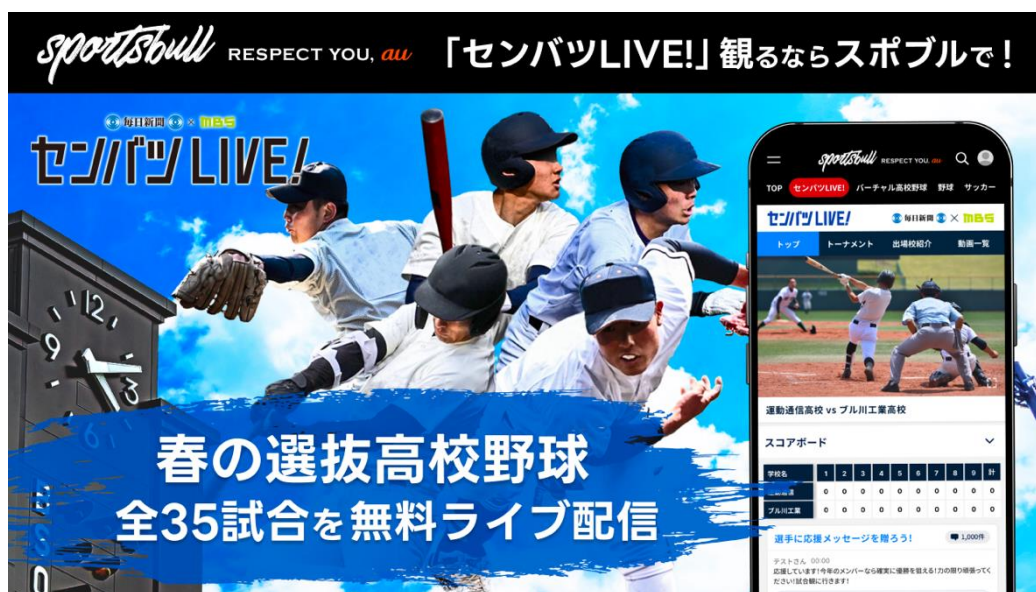 sportsbull RESPECT YOU, au 「センバツLIVE!」観るならスポブルで!
毎日新聞 × MBS
センバツLIVE!
12
9
3
6
春の選抜高校野球
全35試合を無料ライブ配信
sportsbull RESPECT YOU, au
TOP センバツLIVE! バーチャル高校野球 野球 サッカー
センバツLIVE! 毎日新聞 × MBS
トップ トーナメント 出場校紹介 動画一覧
運動通信高校 vs ブル川工業高校
スコアボード
学校名 1 2 3 4 5 6 7 8 9 計
0 0 0 0 0 0 0 0 0 0
ブル川工業 0 0 0 0 0 0 0 0 0 0
選手に応援メッセージを贈ろう! 1,000件
テストさん 00:00
応援しています!今年のメンバーなら確実に優勝を狙える!力の限り頑張ってく
ださい!試合観に行きます!